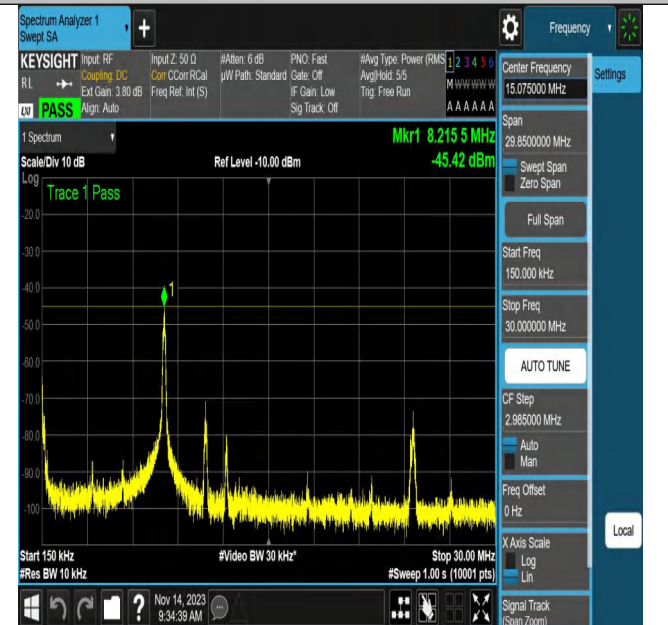 Spectrum Analyzer 1
Swept SA
Frequency
KEYSIGHT
RL
LNI PASS
Input: RF
Coupling: DC
Ext Gain: 3.80 dB
Align: Auto
Input Z: 50 Ω
Corr CCorr RCal
Freq Ref: Int (S)
#Atten: 6 dB
µW Path: Standard
PNO: Fast
Gate: Off
IF Gain: Low
Sig Track: Off
#Avg Type: Power (RMS
Avg|Hold: 5/5
Trig: Free Run
1 2 3 4 5 6
M W W W W W
A A A A A A
1 Spectrum
Mkr1 8.215 5 MHz
-45.42 dBm
Scale/Div 10 dB
Ref Level -10.00 dBm
Log
Trace 1 Pass
-20.0
-30.0
-40.0
1
-50.0
-60.0
-70.0
-80.0
-90.0
-100
Start 150 kHz
#Video BW 30 kHz*
Stop 30.00 MHz
#Res BW 10 kHz
#Sweep 1.00 s (10001 pts)
Nov 14, 2023
9:34:39 AM
Center Frequency
15.075000 MHz
Settings
Span
29.8500000 MHz
Swept Span
Zero Span
Full Span
Start Freq
150.000 kHz
Stop Freq
30.000000 MHz
AUTO TUNE
CF Step
2.985000 MHz
Auto
Man
Freq Offset
0 Hz
Local
X Axis Scale
Log
Lin
Signal Track
(Span Zoom)